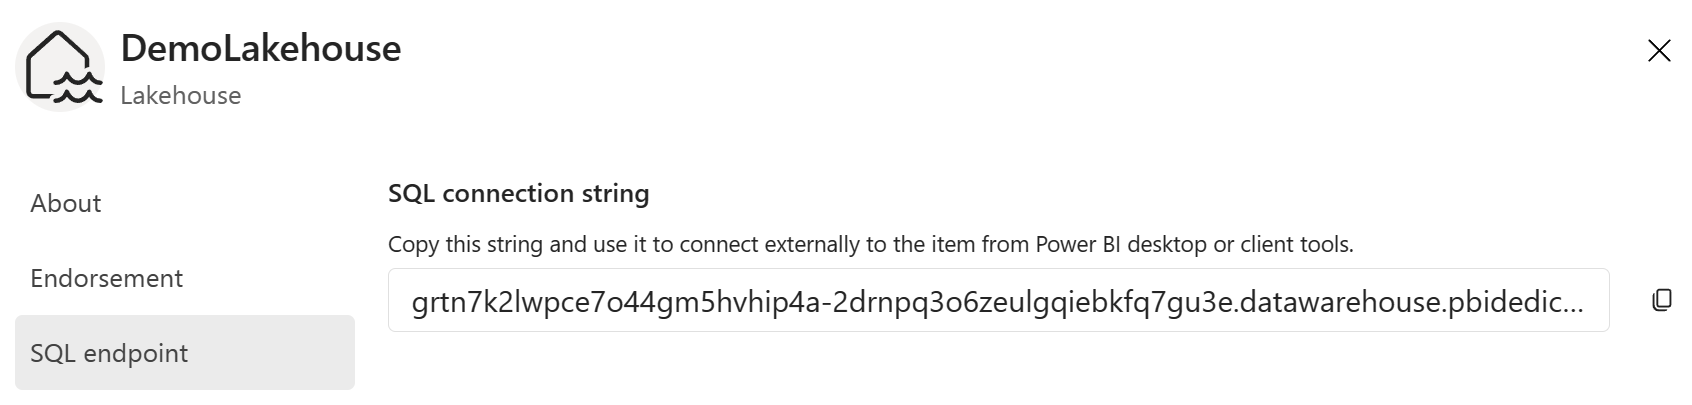 DemoLakehouse
Lakehouse
About
Endorsement
SQL endpoint
SQL connection string
Copy this string and use it to connect externally to the item from Power BI desktop or client tools.
grtn7k2lwpce7o44gm5hvhip4a-2drnpq3o6zeulgqiebkfq7gu3e.datawarehouse.pbidedic...